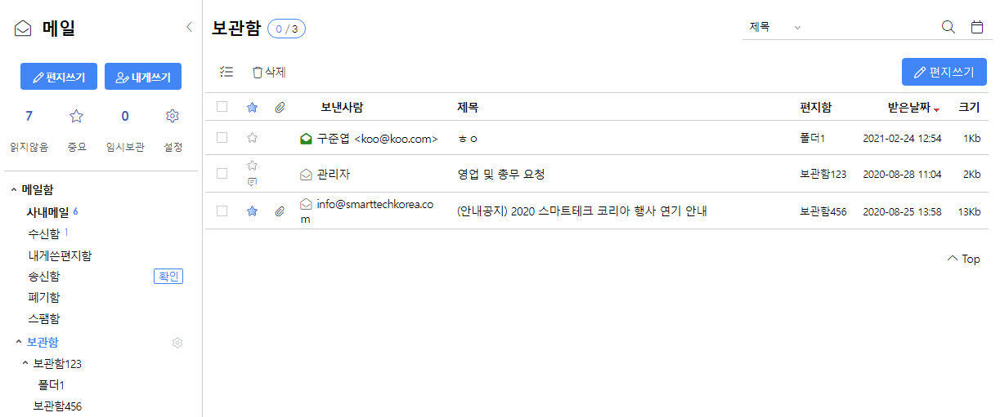 메일
편지쓰기 내게쓰기
7 0
읽지않음 중요 임시보관 설정
메일함
사내메일 6
수신함 1
내게쓴편지함
송신함 확인
폐기함
스팸함
보관함
보관함123
폴더1
보관함456
보관함 0 / 3
제목
삭제
편지쓰기
보낸사람 제목 편지함 받은날짜 크기
구준엽 <koo@koo.com> ㅎㅇ 폴더1 2021-02-24 12:54 1Kb
관리자 영업 및 총무 요청 보관함123 2020-08-28 11:04 2Kb
info@smarttechkorea.co
m
(안내공지) 2020 스마트테크 코리아 행사 연기 안내 보관함456 2020-08-25 13:58 13Kb
Top